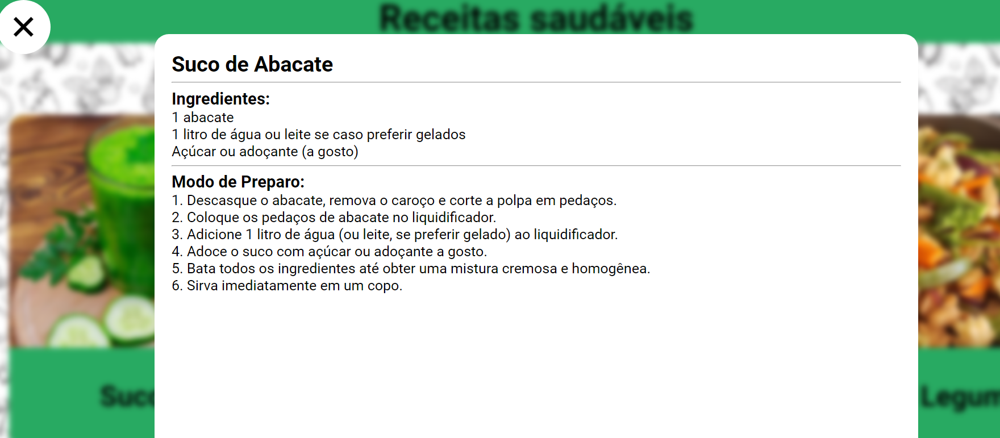 Receitas saudáveis
Suco de Abacate
Ingredientes:
1 abacate
1 litro de água ou leite se caso preferir gelados
Açúcar ou adoçante (a gosto)
Modo de Preparo:
1. Descasque o abacate, remova o caroço e corte a polpa em pedaços.
2. Coloque os pedaços de abacate no liquidificador.
3. Adicione 1 litro de água (ou leite, se preferir gelado) ao liquidificador.
4. Adoce o suco com açúcar ou adoçante a gosto.
5. Bata todos os ingredientes até obter uma mistura cremosa e homogênea.
6. Sirva imediatamente em um copo.